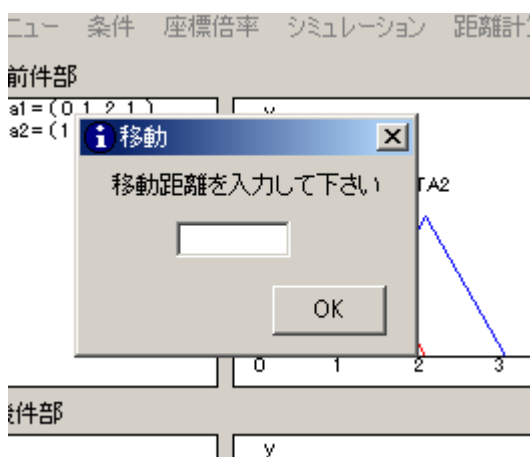 ニュー 条件 座標倍率 シミュレーション 距離計
前件部
a1=(0 1 2 1 )
a2=(1
y
移動
移動距離を入力して下さい
TA2
OK
0 1 2 3
後件部
y